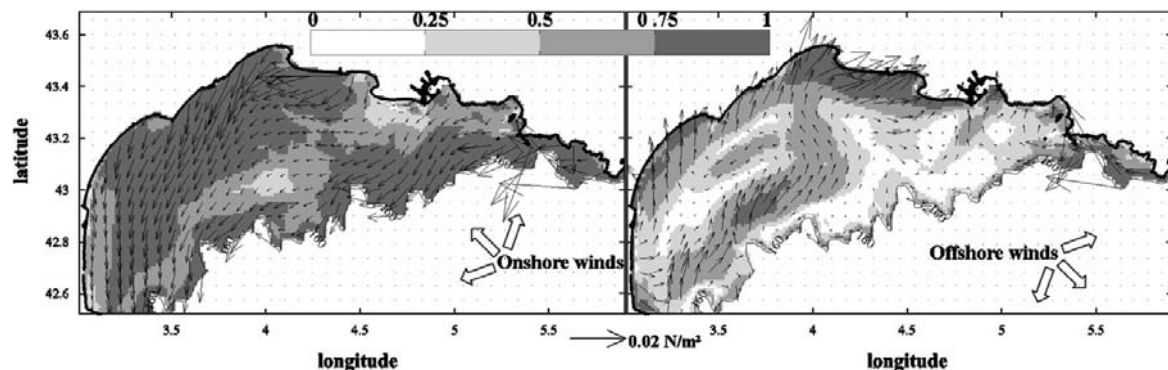 0 0.25 0.5 0.75 1
43.6
43.4
43.2
43
42.8
42.6
latitude
Onshore winds
Offshore winds
3.5 4 4.5 5 5.5 3.5 4 4.5 5 5.5
0.02 N/m²
longitude longitude